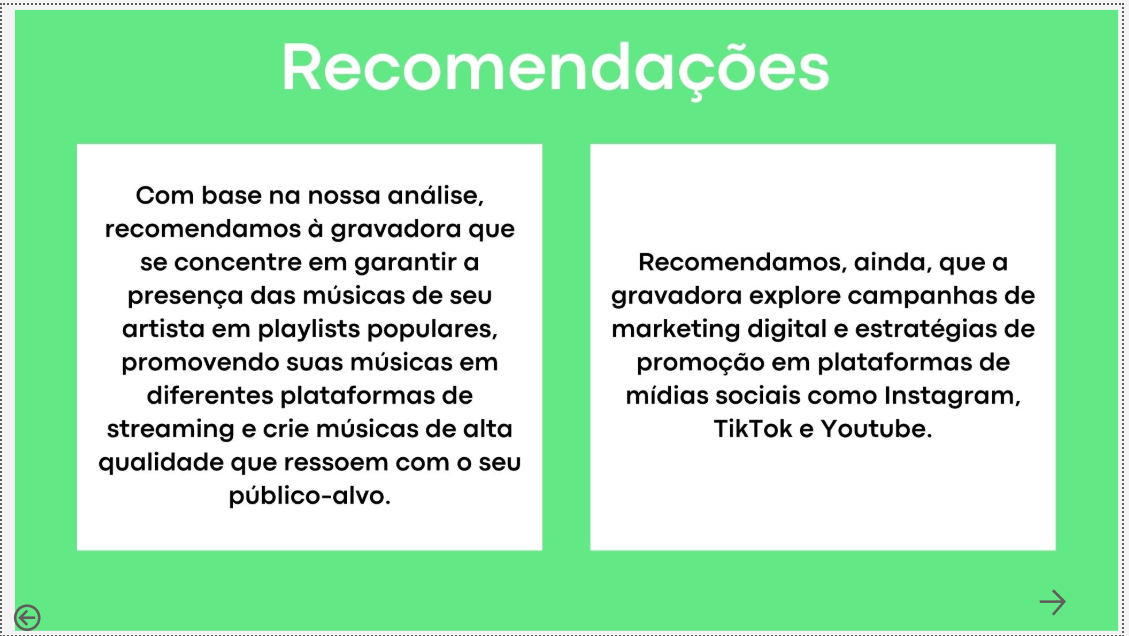 Recomendações
Com base na nossa análise,
recomendamos à gravadora que
se concentre em garantir a
presença das músicas de seu
artista em playlists populares,
promovendo suas músicas em
diferentes plataformas de
streaming e crie músicas de alta
qualidade que ressoem com o seu
público-alvo.
Recomendamos, ainda, que a
gravadora explore campanhas de
marketing digital e estratégias de
promoção em plataformas de
mídias sociais como Instagram,
TikTok e Youtube.